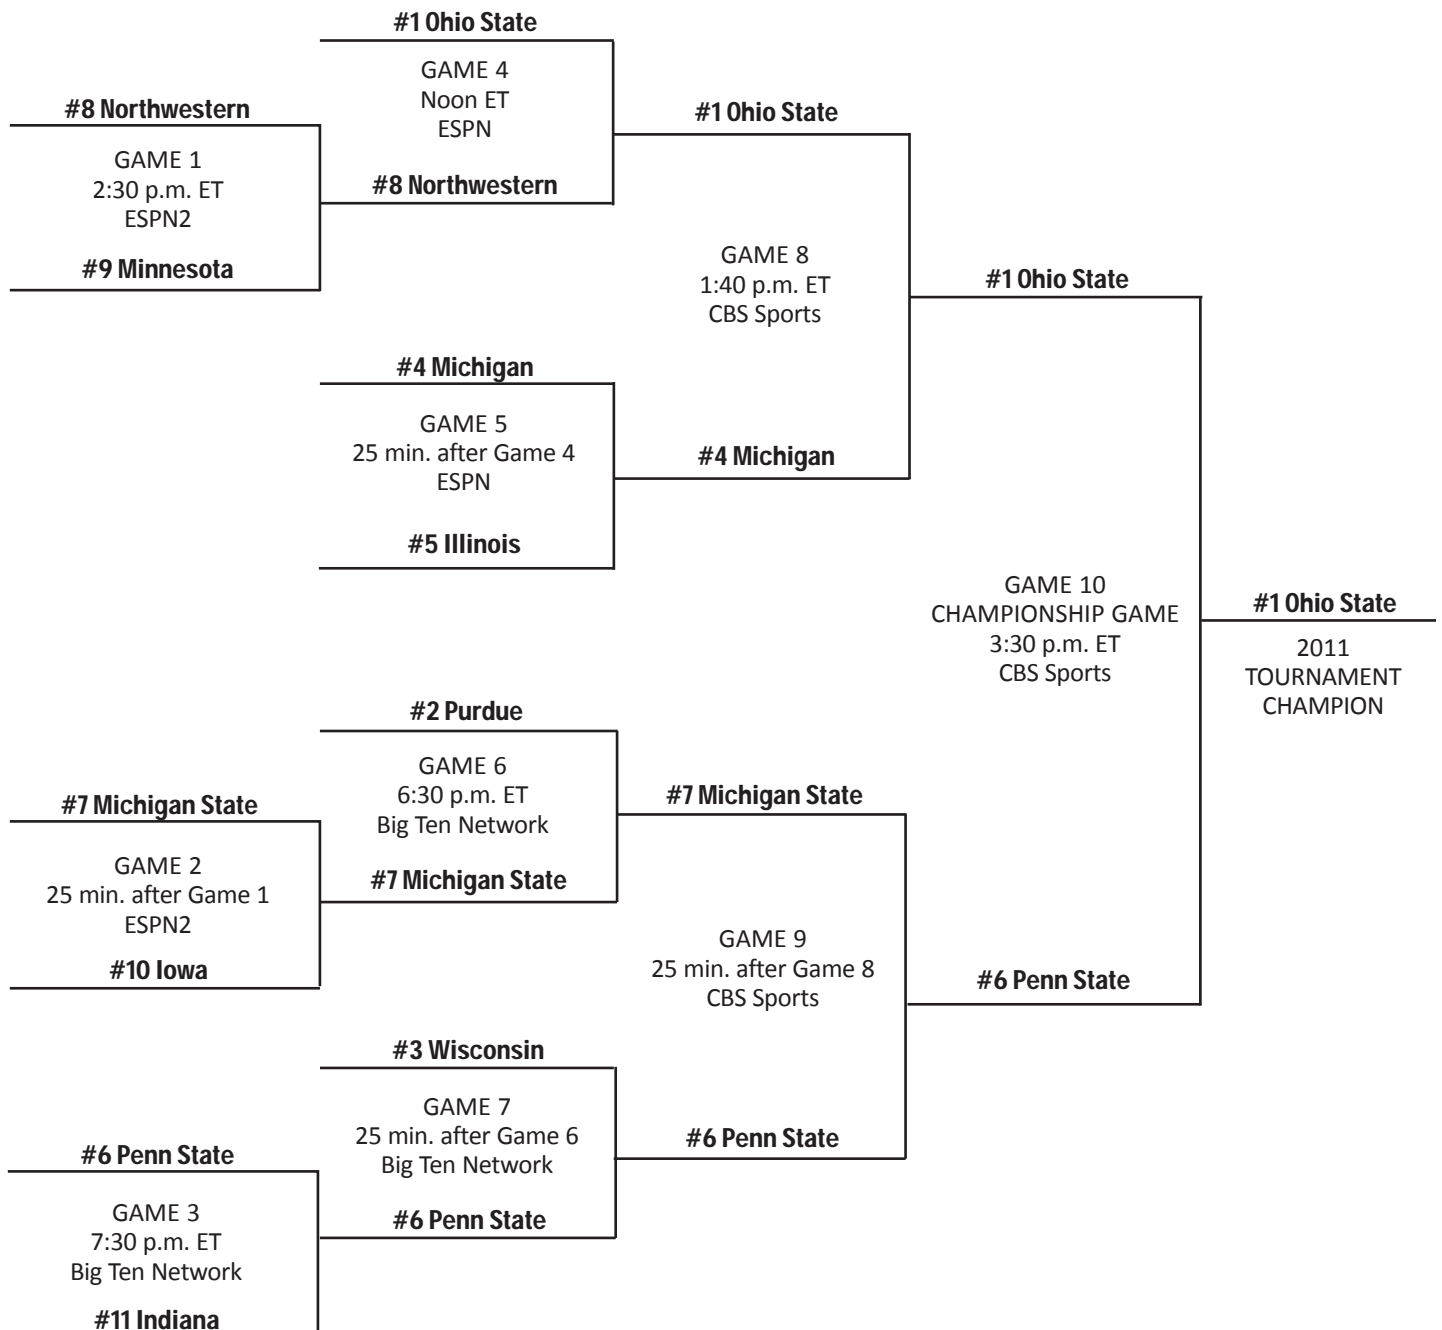 #1 Ohio State
GAME 4
Noon ET
ESPN
#8 Northwestern
#8 Northwestern
GAME 1
2:30 p.m. ET
ESPN2
#9 Minnesota
#1 Ohio State
GAME 8
1:40 p.m. ET
CBS Sports
#4 Michigan
#4 Michigan
GAME 5
25 min. after Game 4
ESPN
#5 Illinois
#1 Ohio State
GAME 10
CHAMPIONSHIP GAME
3:30 p.m. ET
CBS Sports
#6 Penn State
#1 Ohio State
2011
TOURNAMENT
CHAMPION
#2 Purdue
GAME 6
6:30 p.m. ET
Big Ten Network
#7 Michigan State
#7 Michigan State
GAME 2
25 min. after Game 1
ESPN2
#10 Iowa
#7 Michigan State
GAME 9
25 min. after Game 8
CBS Sports
#6 Penn State
#3 Wisconsin
GAME 7
25 min. after Game 6
Big Ten Network
#6 Penn State
#6 Penn State
GAME 3
7:30 p.m. ET
Big Ten Network
#11 Indiana